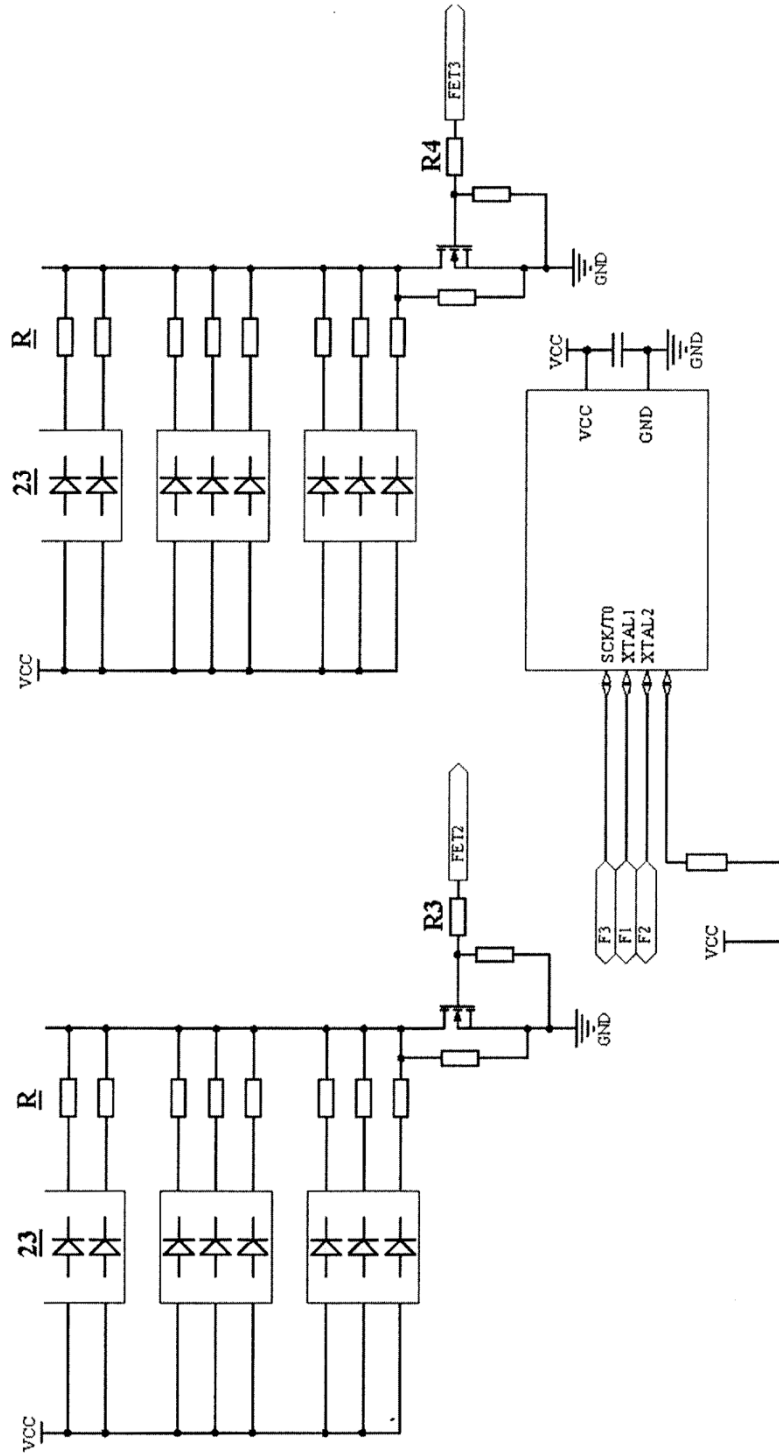 VCC
23
R
R4
FET3
GND
VCC
23
R
R3
FET2
GND
SCK/T0
XTAL1
XTAL2
VCC
GND
VCC
GND
F3
F1
F2
VCC